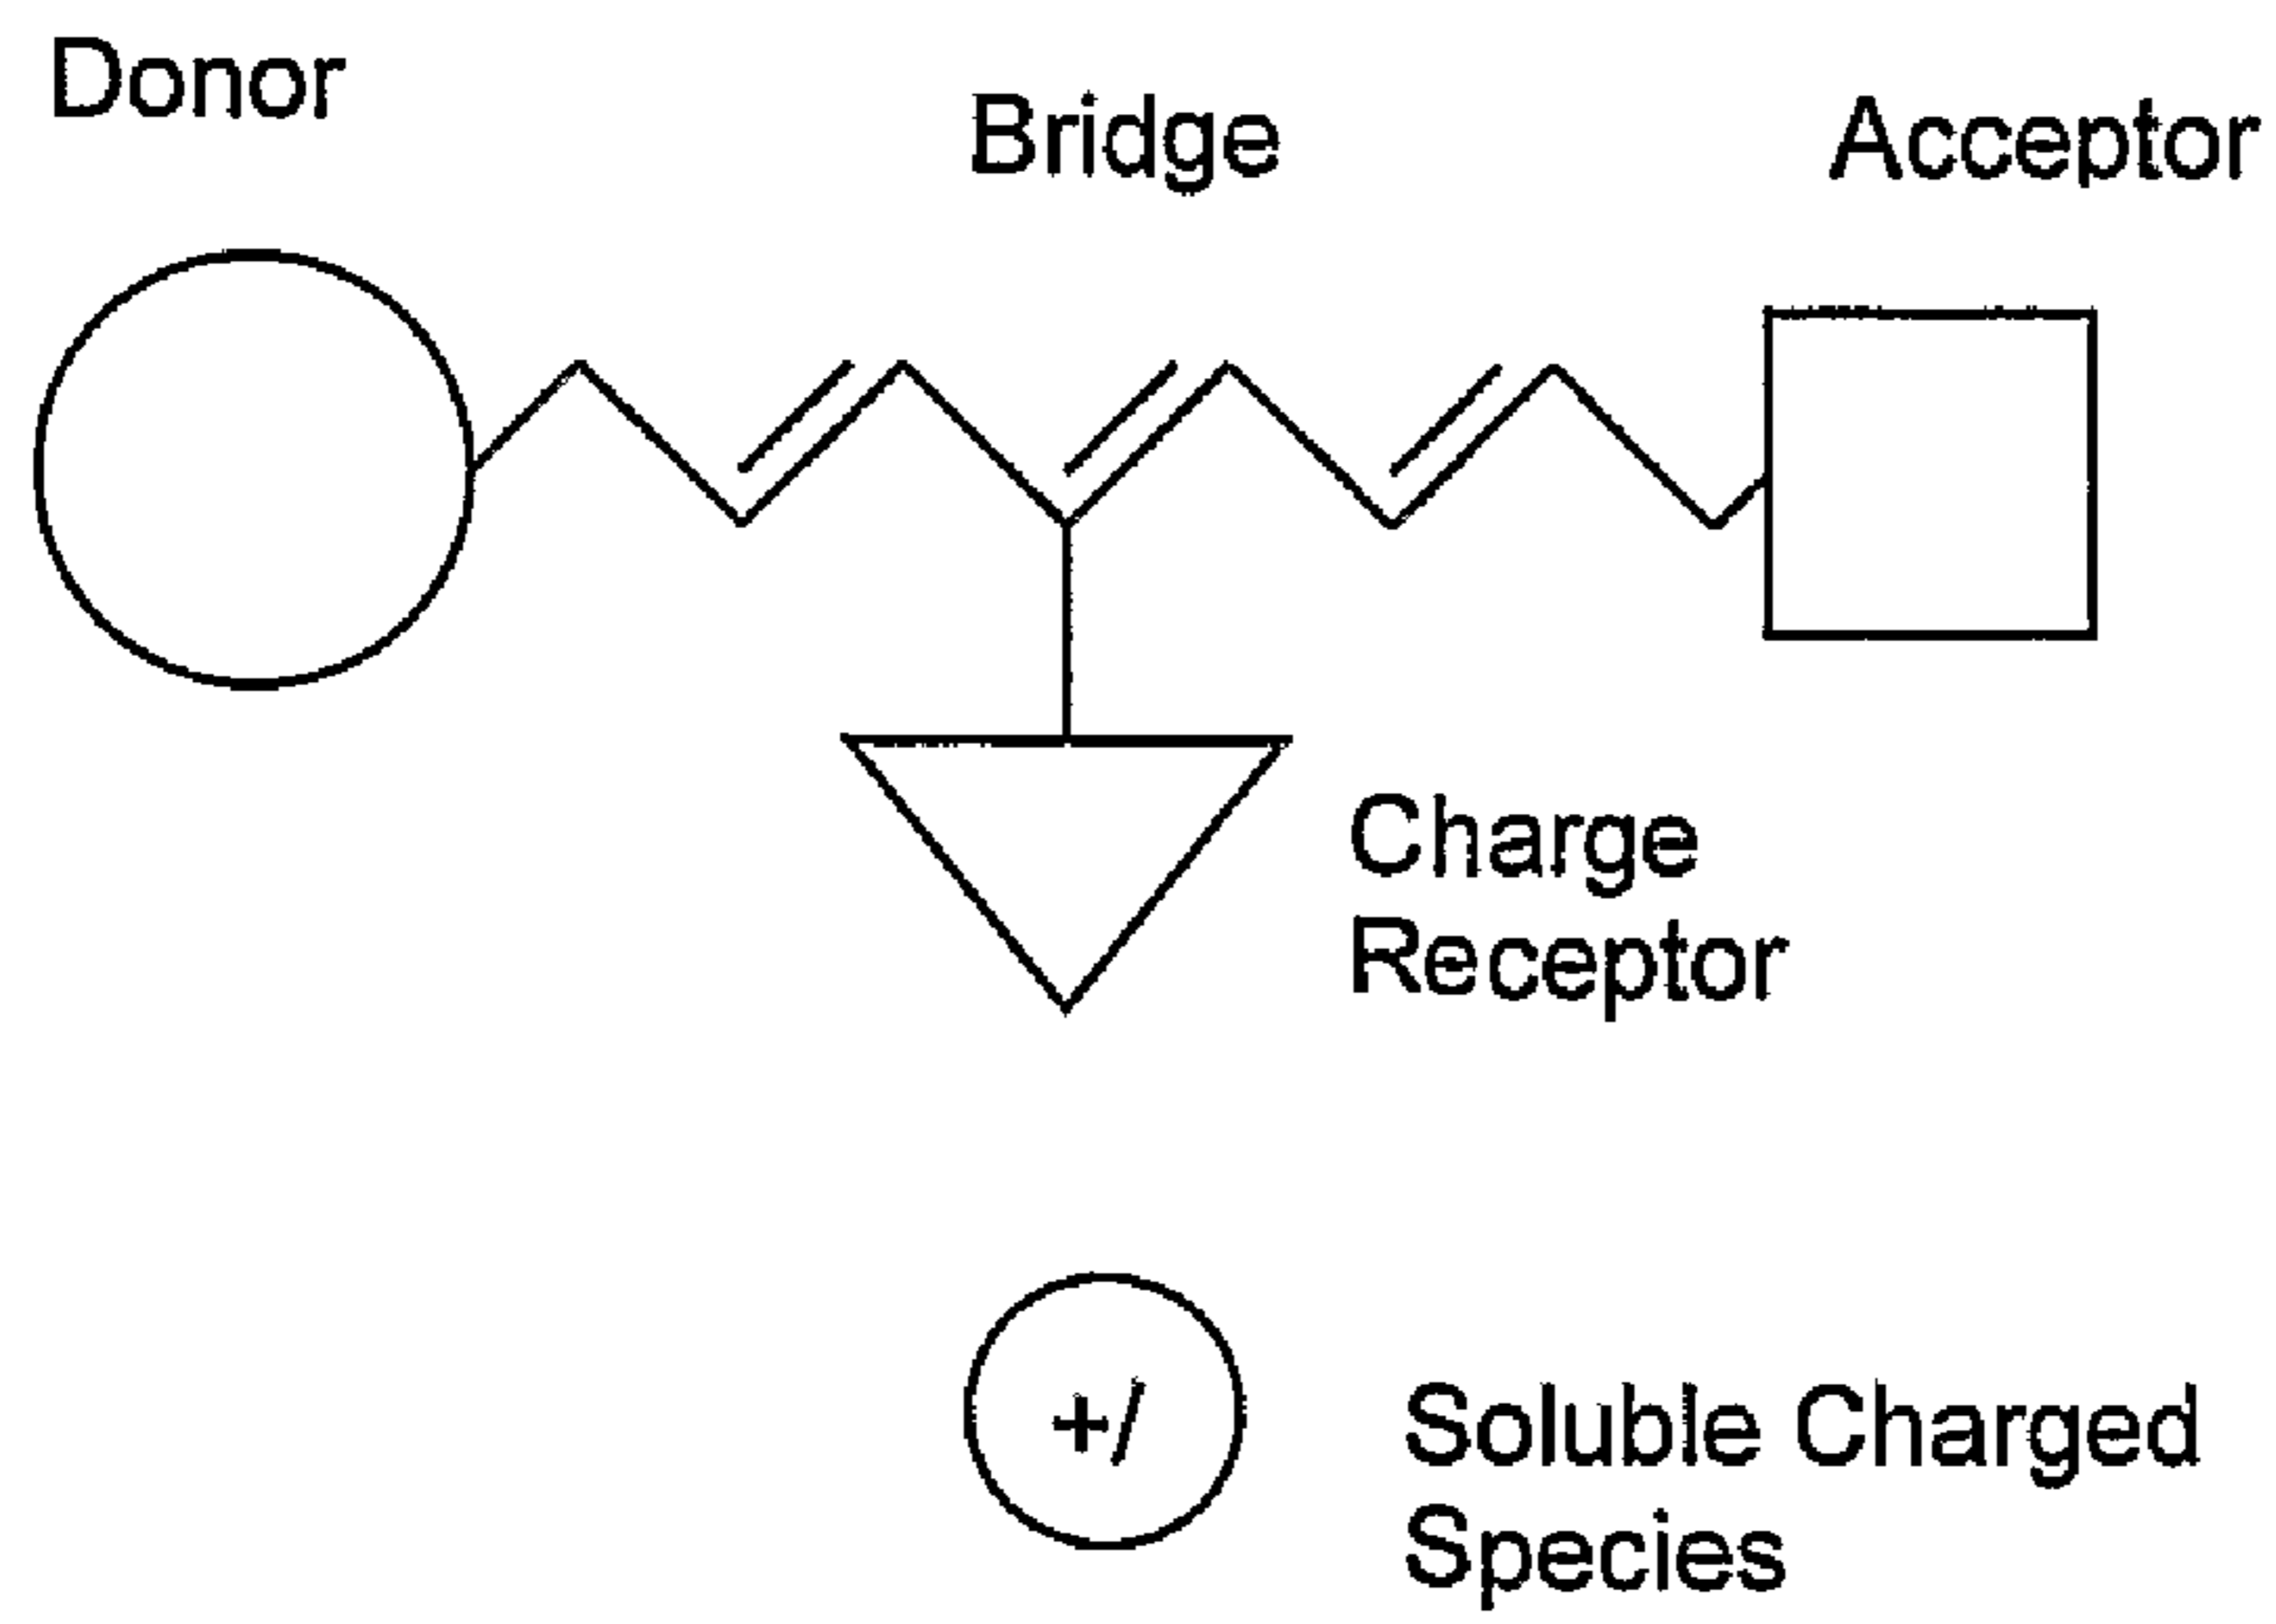 Donor
Bridge
Acceptor
Charge
Receptor
+/
Soluble Charged
Species